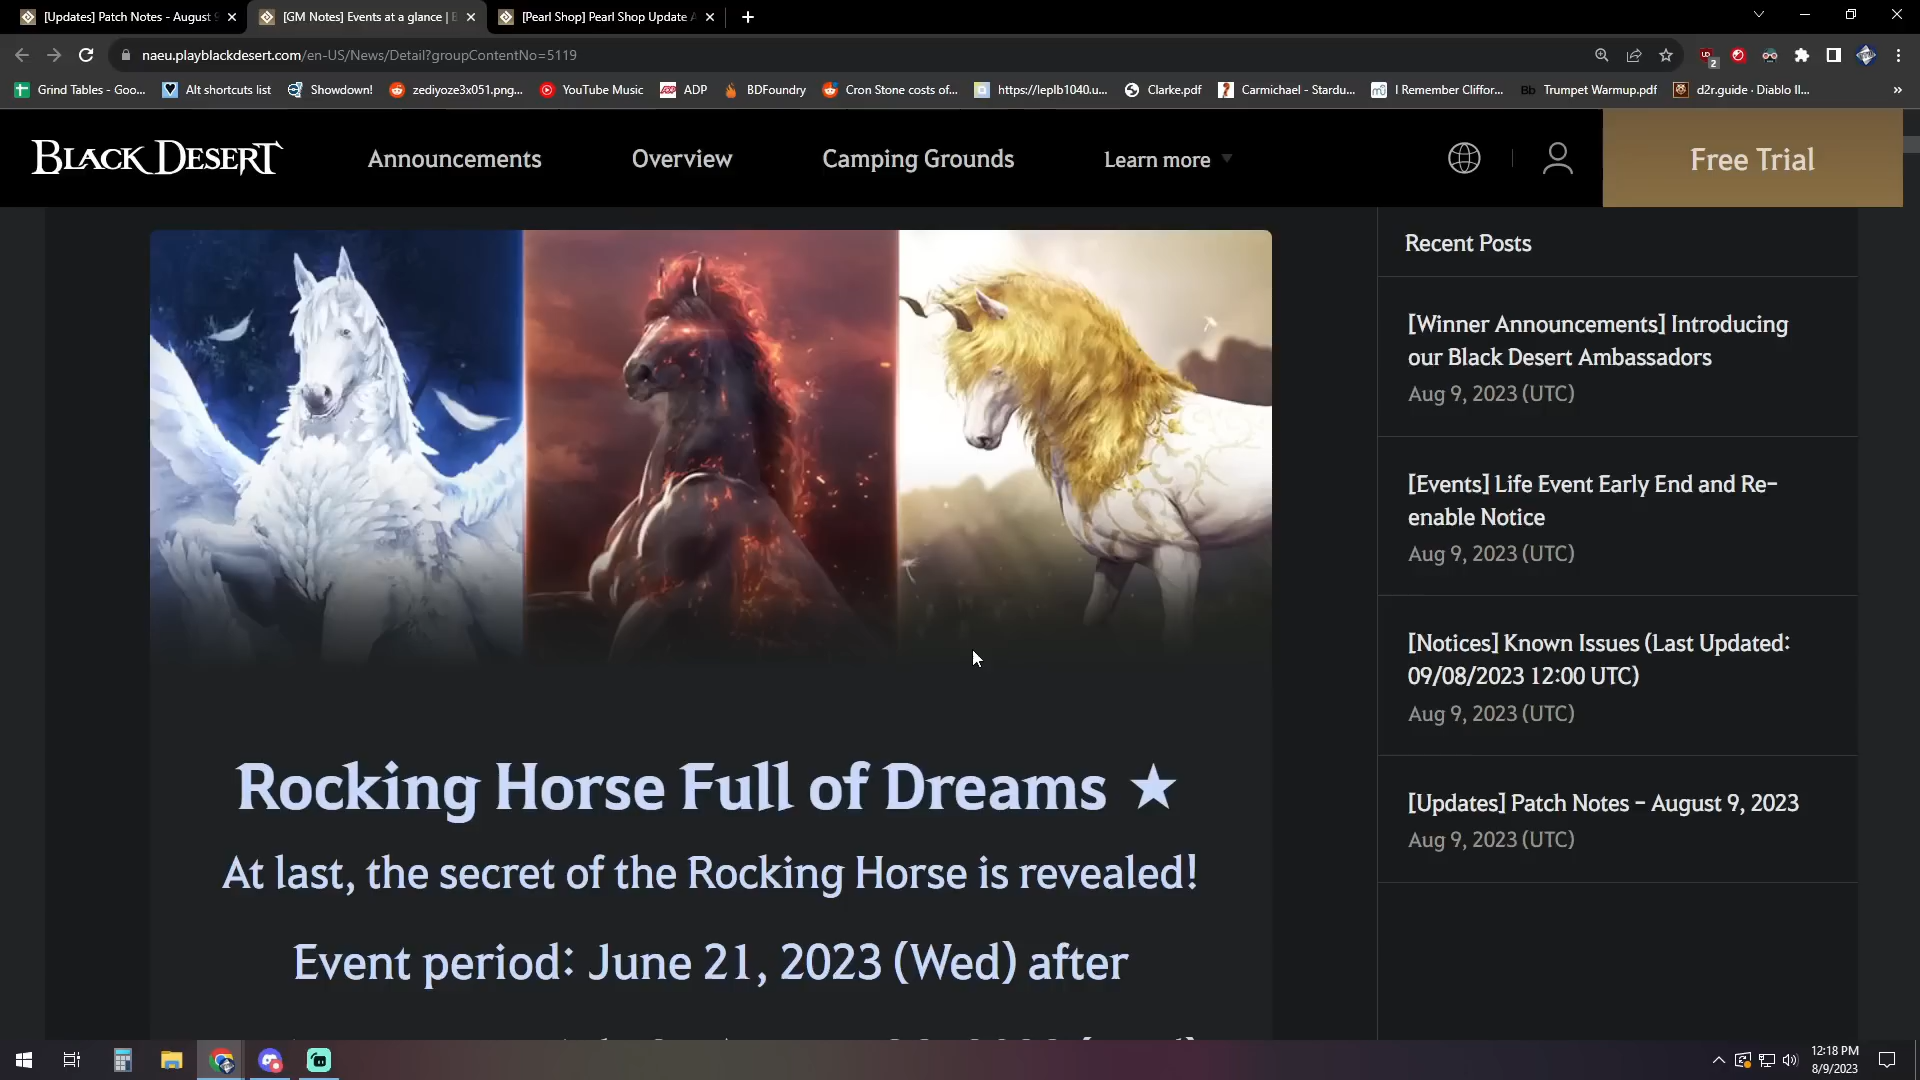 [Updates] Patch Notes - August 9
[GM Notes] Events at a glance | B
[Pearl Shop] Pearl Shop Update A
naeu.playblackdesert.com/en-US/News/Detail?groupContentNo=5119
2
Grind Tables - Goo...
Alt shortcuts list
Showdown!
zediyoze3x051.png...
YouTube Music
ADP
BDFoundry
Cron Stone costs of...
https://leplb1040.u...
Clarke.pdf
Carmichael - Stardu...
I Remember Cliffor...
Bb Trumpet Warmup.pdf
d2r.guide · Diablo II...
»
BLACK DESERT
Announcements
Overview
Camping Grounds
Learn more
Free Trial
Rocking Horse Full of Dreams ★
At last, the secret of the Rocking Horse is revealed!
Event period: June 21, 2023 (Wed) after
Recent Posts
[Winner Announcements] Introducing
our Black Desert Ambassadors
Aug 9, 2023 (UTC)
[Events] Life Event Early End and Re-
enable Notice
Aug 9, 2023 (UTC)
[Notices] Known Issues (Last Updated:
09/08/2023 12:00 UTC)
Aug 9, 2023 (UTC)
[Updates] Patch Notes - August 9, 2023
Aug 9, 2023 (UTC)
12:18 PM
8/9/2023